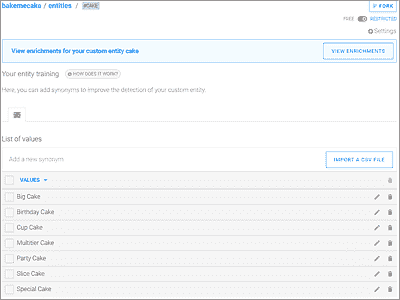 bakemecake / entities / #CAKE
FORK
FREE RESTRICTED
Settings
View enrichments for your custom entity cake
VIEW ENRICHMENTS
Your entity training HOW DOES IT WORK?
Here, you can add synonyms to improve the detection of your custom entity.
List of values
Add a new synonym
IMPORT A CSV FILE
VALUES
Big Cake
Birthday Cake
Cup Cake
Multitier Cake
Party Cake
Slice Cake
Special Cake